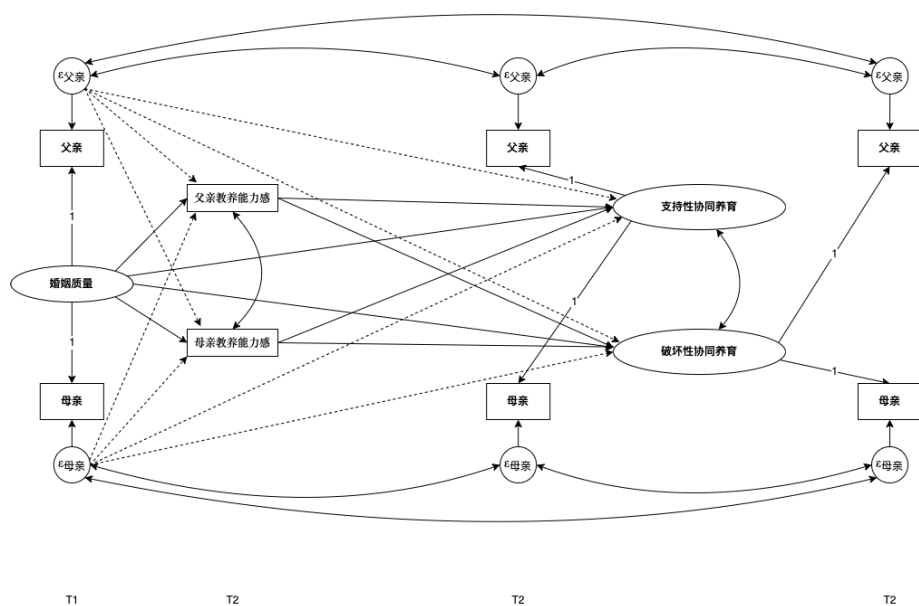 ε父亲
ε父亲
ε父亲
父亲
父亲
父亲
1
父亲教养能力感
支持性协同养育
1
婚姻质量
1
1
1
母亲教养能力感
破坏性协同养育
1
母亲
母亲
母亲
ε母亲
ε母亲
ε母亲
T1
T2
T2
T2